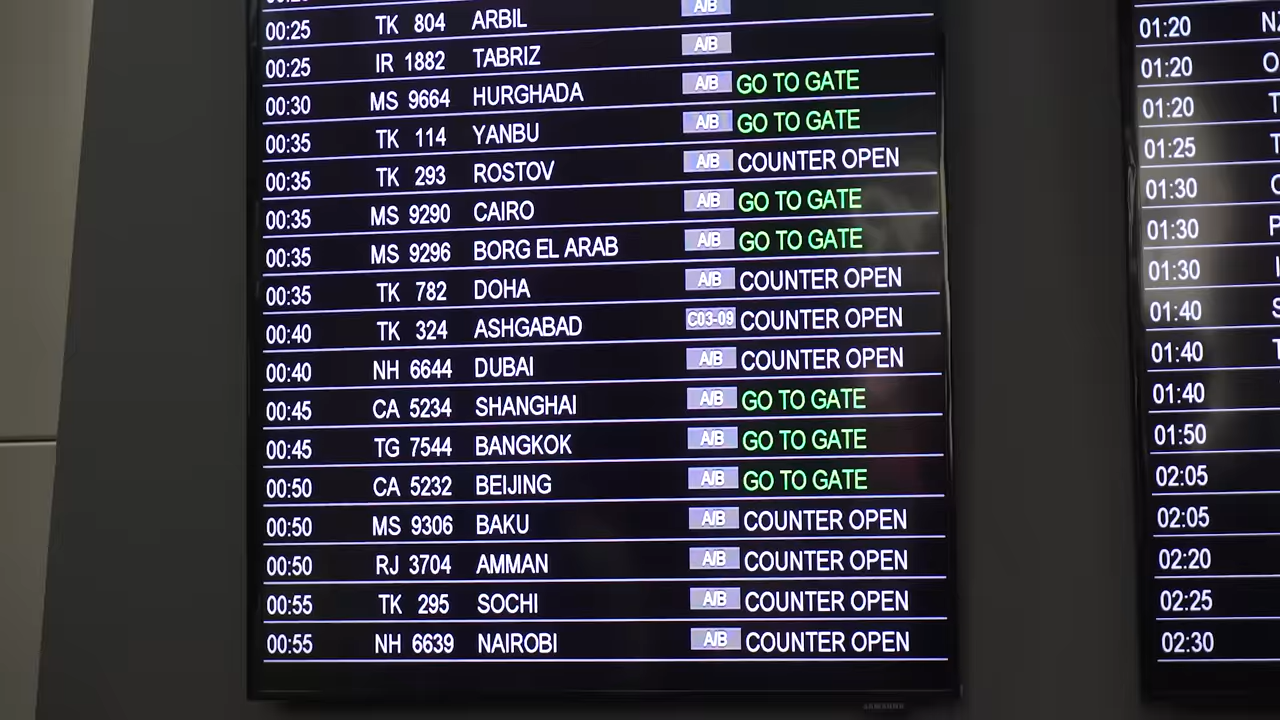 00:25 TK 804 ARBIL A/B
00:25 IR 1882 TABRIZ A/B
00:30 MS 9664 HURGHADA A/B GO TO GATE
00:35 TK 114 YANBU A/B GO TO GATE
00:35 TK 293 ROSTOV A/B COUNTER OPEN
00:35 MS 9290 CAIRO A/B GO TO GATE
00:35 MS 9296 BORG EL ARAB A/B GO TO GATE
00:35 TK 782 DOHA A/B COUNTER OPEN
00:40 TK 324 ASHGABAD C03-09 COUNTER OPEN
00:40 NH 6644 DUBAI A/B COUNTER OPEN
00:45 CA 5234 SHANGHAI A/B GO TO GATE
00:45 TG 7544 BANGKOK A/B GO TO GATE
00:50 CA 5232 BEIJING A/B GO TO GATE
00:50 MS 9306 BAKU A/B COUNTER OPEN
00:50 RJ 3704 AMMAN A/B COUNTER OPEN
00:55 TK 295 SOCHI A/B COUNTER OPEN
00:55 NH 6639 NAIROBI A/B COUNTER OPEN
SAMSUNG
01:20
01:20
01:20
01:25
01:30
01:30
01:30
01:40
01:40
01:40
01:50
02:05
02:05
02:20
02:25
02:30